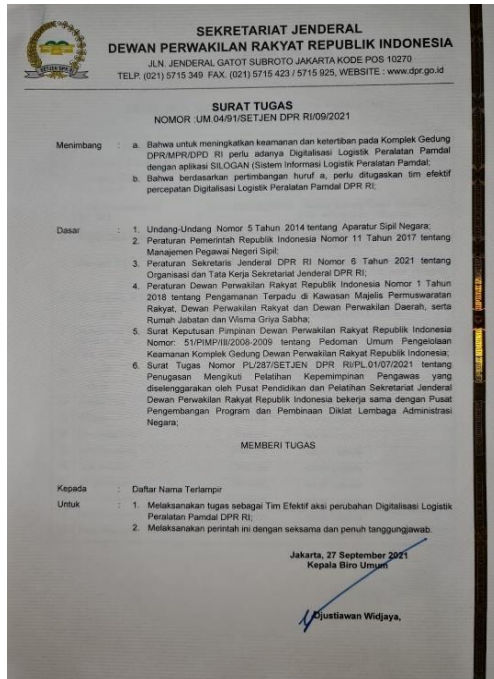 SEKRETARIAT JENDERAL
DEWAN PERWAKILAN RAKYAT REPUBLIK INDONESIA
JLN. JENDERAL GATOT SUBROTO JAKARTA KODE POS 10270
TELP. (021) 5715 349 FAX. (021) 5715 423 / 5715 925, WEBSITE : www.dpr.go.id
SURAT TUGAS
NOMOR :UM.04/91/SETJEN DPR RI/09/2021
Menimbang : a. Bahwa untuk meningkatkan keamanan dan ketertiban pada Komplek Gedung
DPR/MPR/DPD RI perlu adanya Digitalisasi Logistik Peralatan Pamdal
dengan aplikasi SILOGAN (Sistem Informasi Logistik Peralatan Pamdal;
b. Bahwa berdasarkan pertimbangan huruf a, perlu ditugaskan tim efektif
percepatan Digitalisasi Logistik Peralatan Pamdal DPR RI;
Dasar : 1. Undang-Undang Nomor 5 Tahun 2014 tentang Aparatur Sipil Negara;
2. Peraturan Pemerintah Republik Indonesia Nomor 11 Tahun 2017 tentang
Manajemen Pegawai Negeri Sipil;
3. Peraturan Sekretaris Jenderal DPR RI Nomor 6 Tahun 2021 tentang
Organisasi dan Tata Kerja Sekretariat Jenderal DPR RI;
4. Peraturan Dewan Perwakilan Rakyat Republik Indonesia Nomor 1 Tahun
2018 tentang Pengamanan Terpadu di Kawasan Majelis Permuswaratan
Rakyat, Dewan Perwakilan Rakyat dan Dewan Perwakilan Daerah, serta
Rumah Jabatan dan Wisma Griya Sabha;
5. Surat Keputusan Pimpinan Dewan Perwakilan Rakyat Republik Indonesia
Nomor: 51/PIMP/III/2008-2009 tentang Pedoman Umum Pengelolaan
Keamanan Komplek Gedung Dewan Perwakilan Rakyat Republik Indonesia;
6. Surat Tugas Nomor PL/287/SETJEN DPR RI/PL.01/07/2021 tentang
Penugasan Mengikuti Pelatihan Kepemimpinan Pengawas yang
diselenggarakan oleh Pusat Pendidikan dan Pelatihan Sekretariat Jenderal
Dewan Perwakilan Rakyat Republik Indonesia bekerja sama dengan Pusat
Pengembangan Program dan Pembinaan Diklat Lembaga Administrasi
Negara;
MEMBERI TUGAS
Kepada : Daftar Nama Terlampir
Untuk : 1. Melaksanakan tugas sebagai Tim Efektif aksi perubahan Digitalisasi Logistik
Peralatan Pamdal DPR RI;
2. Melaksanakan perintah ini dengan seksama dan penuh tanggungjawab.
Jakarta, 27 September 2021
Kepala Biro Umum
Djustiawan Widjaya,